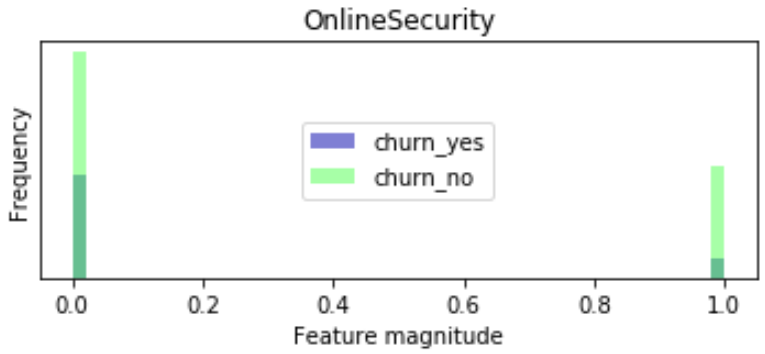 OnlineSecurity
Frequency
churn_yes
churn_no
0.0 0.2 0.4 0.6 0.8 1.0
Feature magnitude